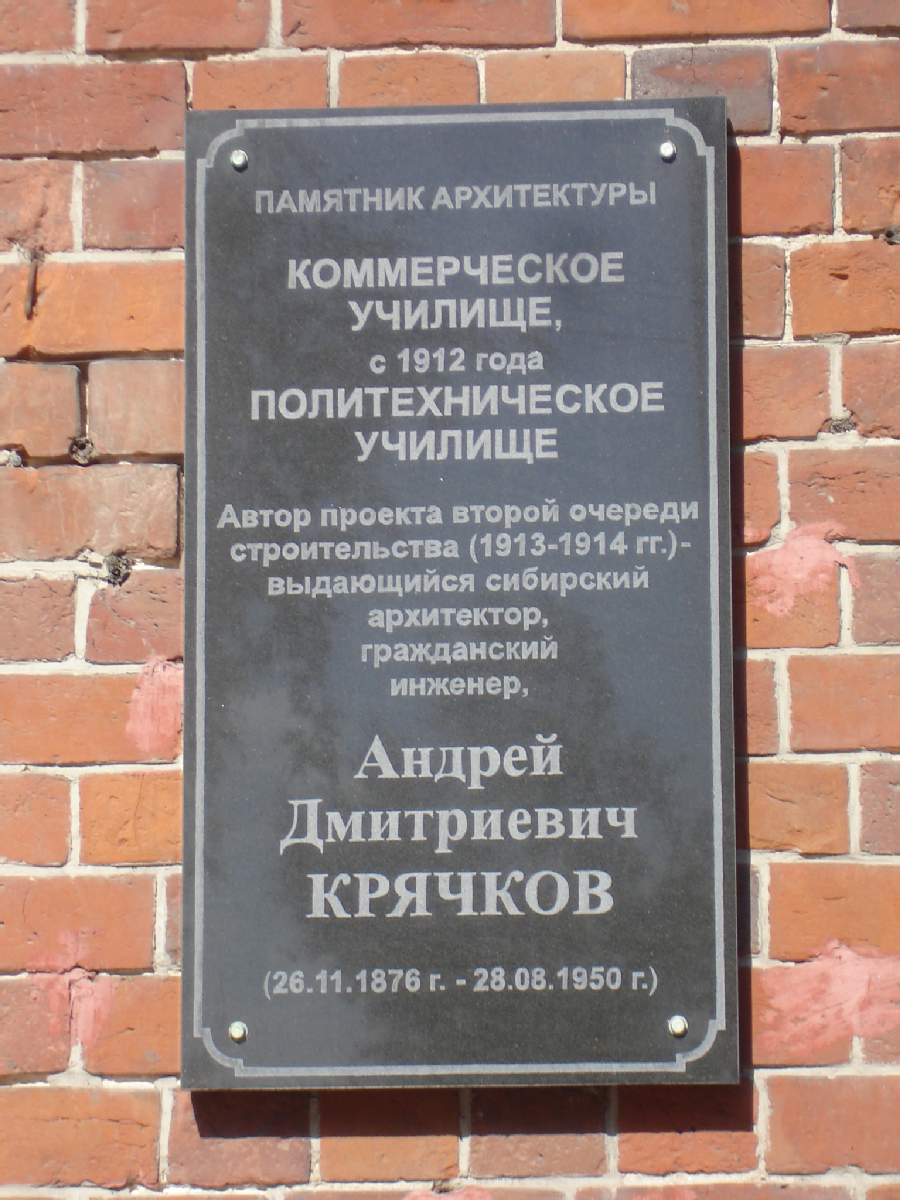 ПАМЯТНИК АРХИТЕКТУРЫ
КОММЕРЧЕСКОЕ
УЧИЛИЩЕ,
с 1912 года
ПОЛИТЕХНИЧЕСКОЕ
УЧИЛИЩЕ
Автор проекта второй очереди
строительства (1913-1914 гг.)-
выдающийся сибирский
архитектор,
гражданский
инженер,
Андрей
Дмитриевич
КРЯЧКОВ
(26.11.1876 г. - 28.08.1950 г.)